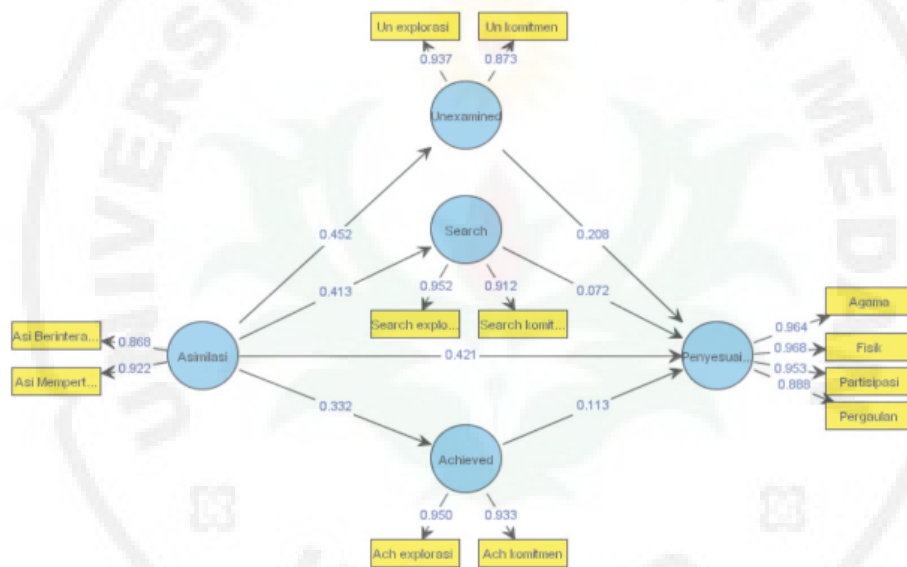 Un explorasi
Un komitmen
0.937
0.873
Unexamined
0.452
0.208
Search
0.413
0.952
0.912
0.072
Search explo...
Search komit...
Agama
0.964
Asi Berintera...
0.868
Asimilasi
0.421
Penyesuai...
0.968
Fisik
0.922
Asi Mempert...
0.953
Partisipasi
0.888
Pergaulan
0.332
0.113
Achieved
0.950
0.933
Ach explorasi
Ach komitmen